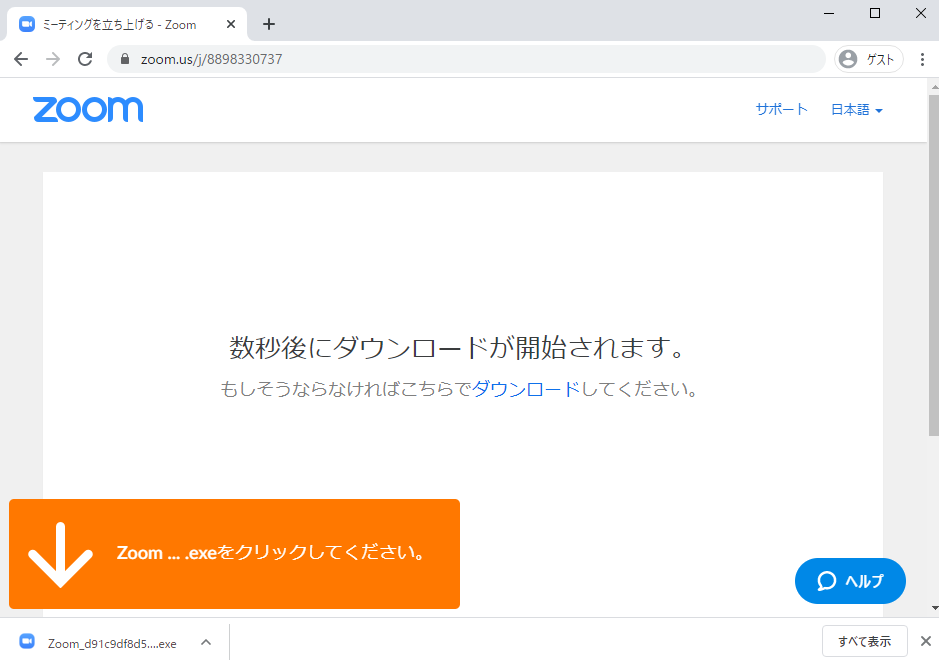 ミーティングを立ち上げる - Zoom
zoom.us/j/8898330737
ゲスト
zoom
サポート
日本語
数秒後にダウンロードが開始されます。
もしそうならなければこちらでダウンロードしてください。
Zoom ... .exeをクリックしてください。
ヘルプ
Zoom_d91c9df8d5....exe
すべて表示